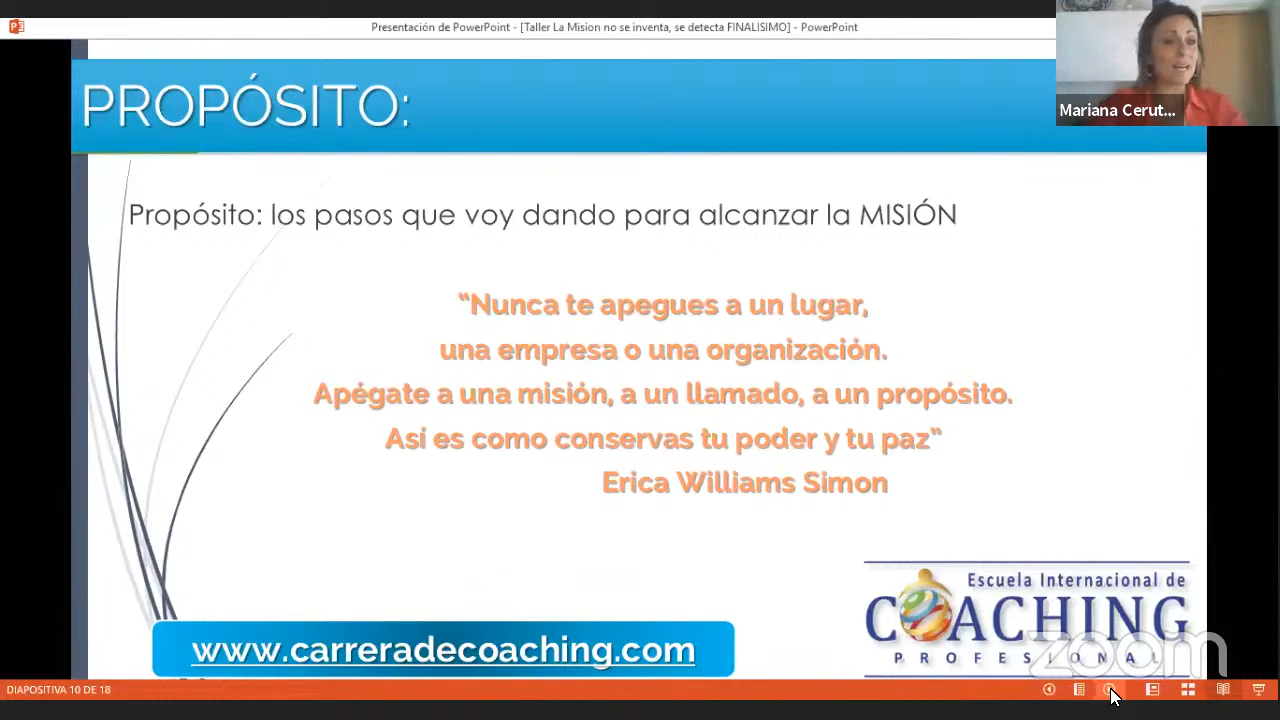 Presentación de PowerPoint - [Taller La Mision no se inventa, se detecta FINALISIMO] - PowerPoint
Mariana Cerut...
PROPÓSITO:
Propósito: los pasos que voy dando para alcanzar la MISIÓN
“Nunca te apegues a un lugar,
una empresa o una organización.
Apégate a una misión, a un llamado, a un propósito.
Así es como conservas tu poder y tu paz”
Erica Williams Simon
Escuela Internacional de
COACHING
PROFESIONAL
www.carreradecoaching.com
zoom
DIAPOSITIVA 10 DE 18